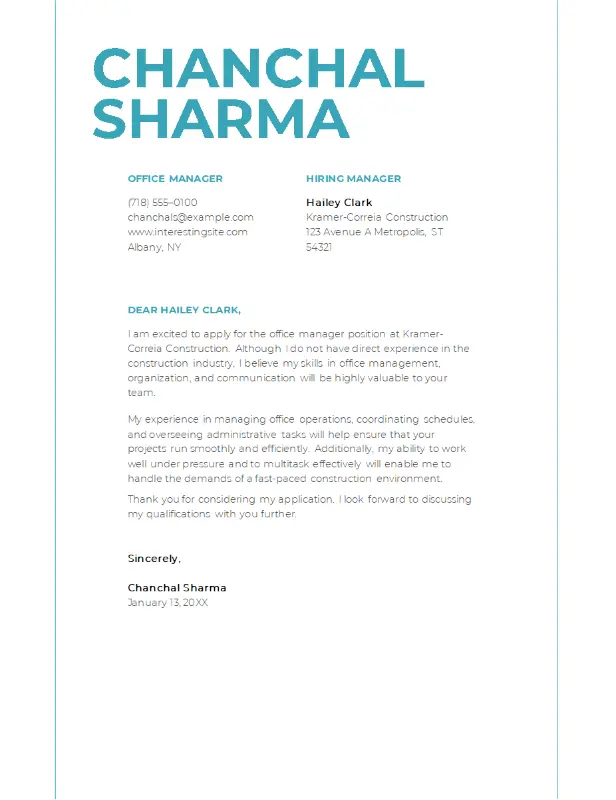 CHANCHAL
SHARMA
OFFICE MANAGER
(718) 555–0100
chanchals@example.com
www.interestingsite.com
Albany, NY
HIRING MANAGER
Hailey Clark
Kramer-Correia Construction
123 Avenue A Metropolis, ST
54321
DEAR HAILEY CLARK,
I am excited to apply for the office manager position at Kramer-
Correia Construction. Although I do not have direct experience in the
construction industry, I believe my skills in office management,
organization, and communication will be highly valuable to your
team.
My experience in managing office operations, coordinating schedules,
and overseeing administrative tasks will help ensure that your
projects run smoothly and efficiently. Additionally, my ability to work
well under pressure and to multitask effectively will enable me to
handle the demands of a fast-paced construction environment.
Thank you for considering my application. I look forward to discussing
my qualifications with you further.
Sincerely,
Chanchal Sharma
January 13, 20XX